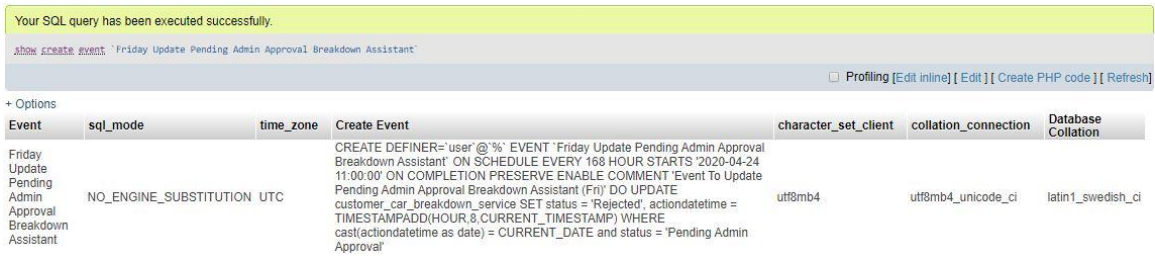 Your SQL query has been executed successfully.
show create event `Friday Update Pending Admin Approval Breakdown Assistant`
Profiling [Edit inline] [ Edit ] [ Create PHP code ] [ Refresh]
+ Options
Event sql_mode time_zone Create Event character_set_client collation_connection Database Collation
Friday
Update
Pending
Admin
Approval
Breakdown
Assistant
NO_ENGINE_SUBSTITUTION UTC
CREATE DEFINER=`user`@`%` EVENT `Friday Update Pending Admin Approval
Breakdown Assistant` ON SCHEDULE EVERY 168 HOUR STARTS '2020-04-24
11:00:00' ON COMPLETION PRESERVE ENABLE COMMENT 'Event To Update
Pending Admin Approval Breakdown Assistant (Fri)' DO UPDATE
customer_car_breakdown_service SET status = 'Rejected', actiondatetime =
TIMESTAMPADD(HOUR,8,CURRENT_TIMESTAMP) WHERE
cast(actiondatetime as date) = CURRENT_DATE and status = 'Pending Admin
Approval'
utf8mb4 utf8mb4_unicode_ci latin1_swedish_ci